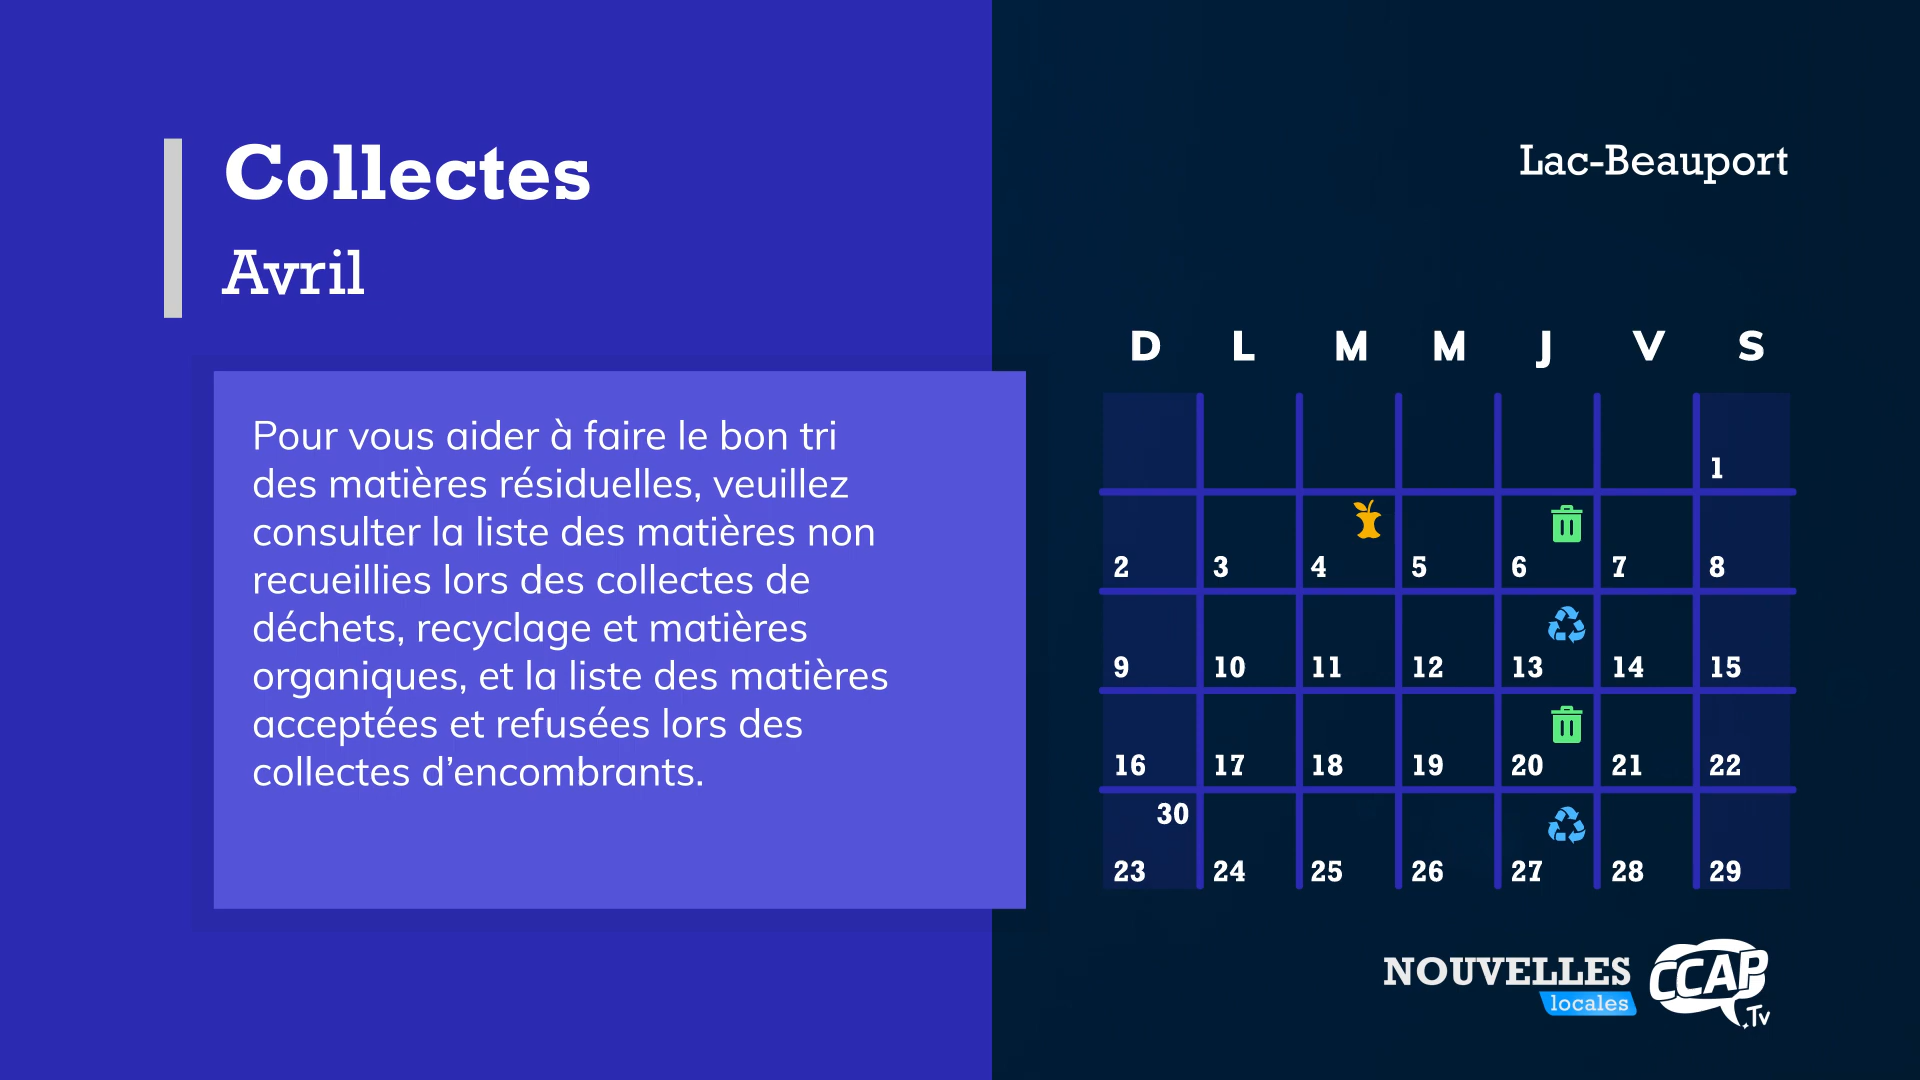 Collectes
Avril
Lac-Beauport
Pour vous aider à faire le bon tri
des matières résiduelles, veuillez
consulter la liste des matières non
recueillies lors des collectes de
déchets, recyclage et matières
organiques, et la liste des matières
acceptées et refusées lors des
collectes d’encombrants.
D L M M J V S
1
2 3 4 5 6 7 8
9 10 11 12 13 14 15
16 17 18 19 20 21 22
30
23 24 25 26 27 28 29
NOUVELLES
locales
CCAP
.Tv